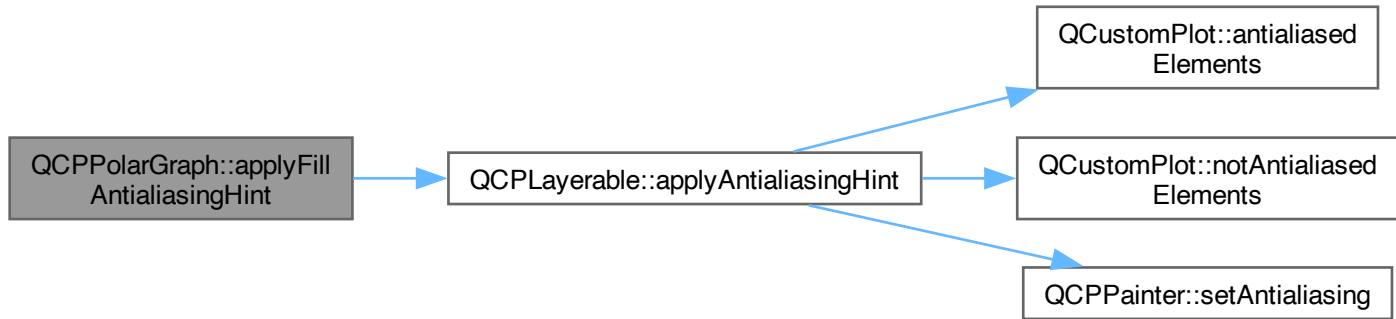 QCPPolarGraph::applyFill
AntialiasingHint
QCPLayerable::applyAntialiasingHint
QCustomPlot::antialiased
Elements
QCustomPlot::notAntialiased
Elements
QCPPainter::setAntialiasing